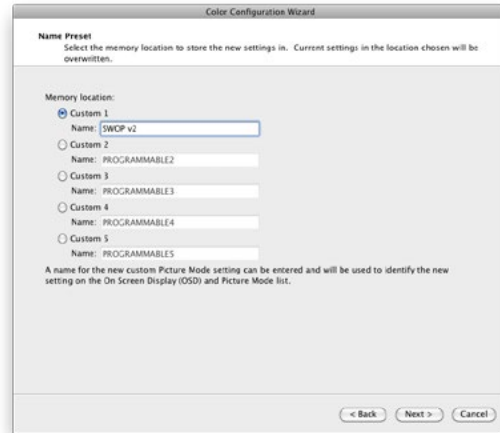 Color Configuration Wizard
Name Preset
Select the memory location to store the new settings in. Current settings in the location chosen will be
overwritten.
Memory location:
Custom 1
Name: SWOP v2
Custom 2
Name: PROGRAMMABLE2
Custom 3
Name: PROGRAMMABLE3
Custom 4
Name: PROGRAMMABLE4
Custom 5
Name: PROGRAMMABLE5
A name for the new custom Picture Mode setting can be entered and will be used to identify the new
setting on the On Screen Display (OSD) and Picture Mode list.
< Back Next > Cancel